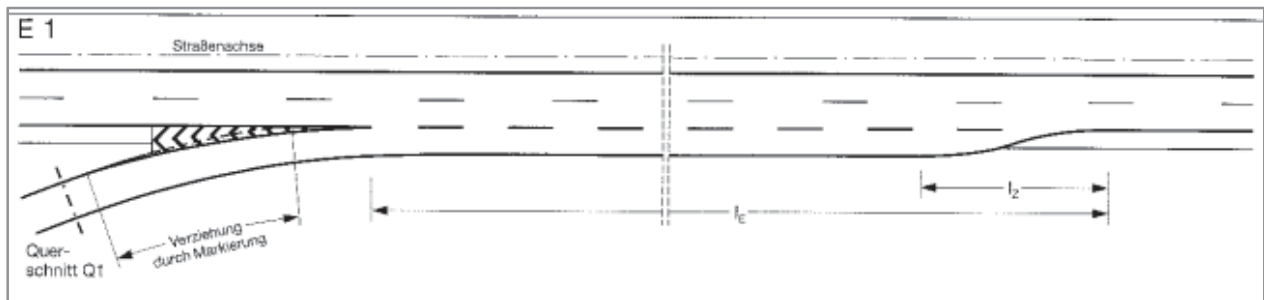 E 1
Straßenachse
Verziehung
durch Markierung
Quer-
schnitt Q1
l₂
lE